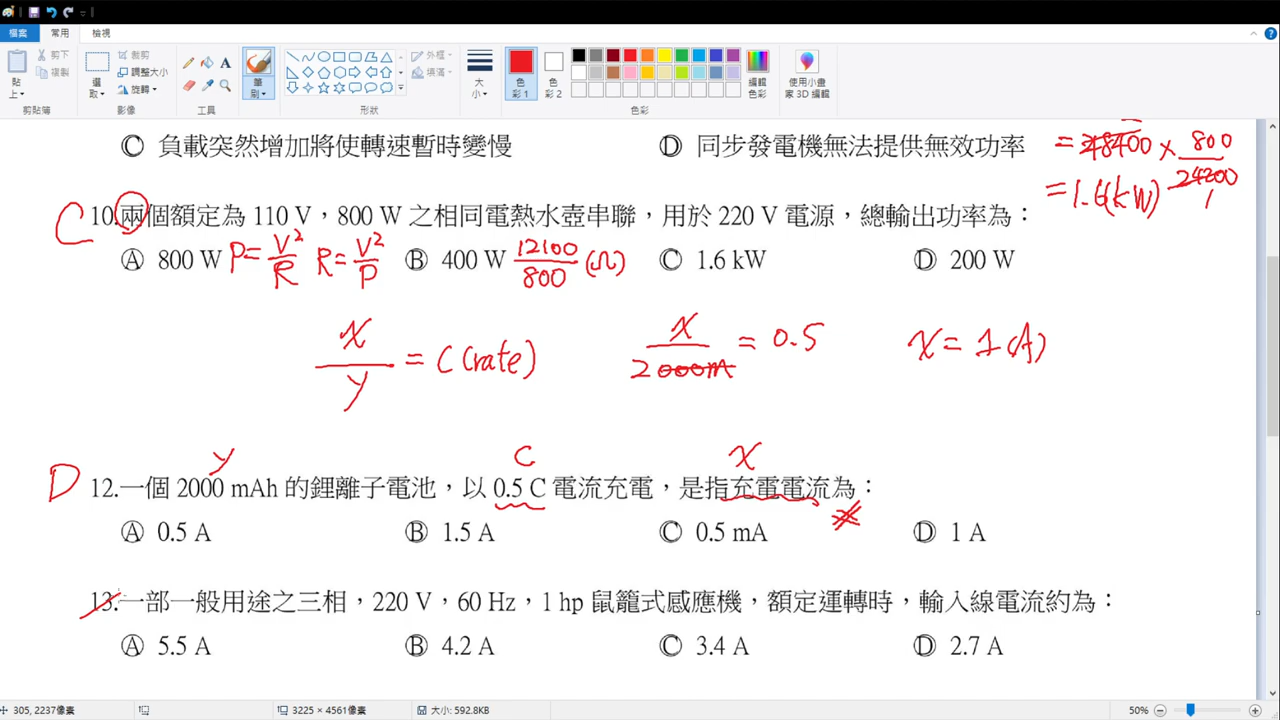 檔案 常用 檢視
貼上 剪下 複製
選取 裁剪 調整大小 旋轉
A
筆刷
外框 填滿
大小
色彩1 色彩2
編輯色彩
使用小畫家 3D 編輯
剪貼簿 影像 工具 形狀 色彩
Ⓒ 負載突然增加將使轉速暫時變慢 Ⓓ 同步發電機無法提供無效功率
= 48400 × 800/24200
= 1.6(kW)
C 10.兩個額定為 110 V，800 W 之相同電熱水壺串聯，用於 220 V 電源，總輸出功率為：
Ⓐ 800 W P=V²/R R=V²/P Ⓑ 400 W 12100/800 (Ω) Ⓒ 1.6 kW Ⓓ 200 W
x/y = C(rate) x/2000m = 0.5 x = 1(A)
y C x
D 12.一個 2000 mAh 的鋰離子電池，以 0.5 C 電流充電，是指充電電流為：
Ⓐ 0.5 A Ⓑ 1.5 A Ⓒ 0.5 mA Ⓓ 1 A
13.一部一般用途之三相，220 V，60 Hz，1 hp 鼠籠式感應機，額定運轉時，輸入線電流約為：
Ⓐ 5.5 A Ⓑ 4.2 A Ⓒ 3.4 A Ⓓ 2.7 A
305, 2237像素 3225 × 4561像素 大小: 592.8KB 50%